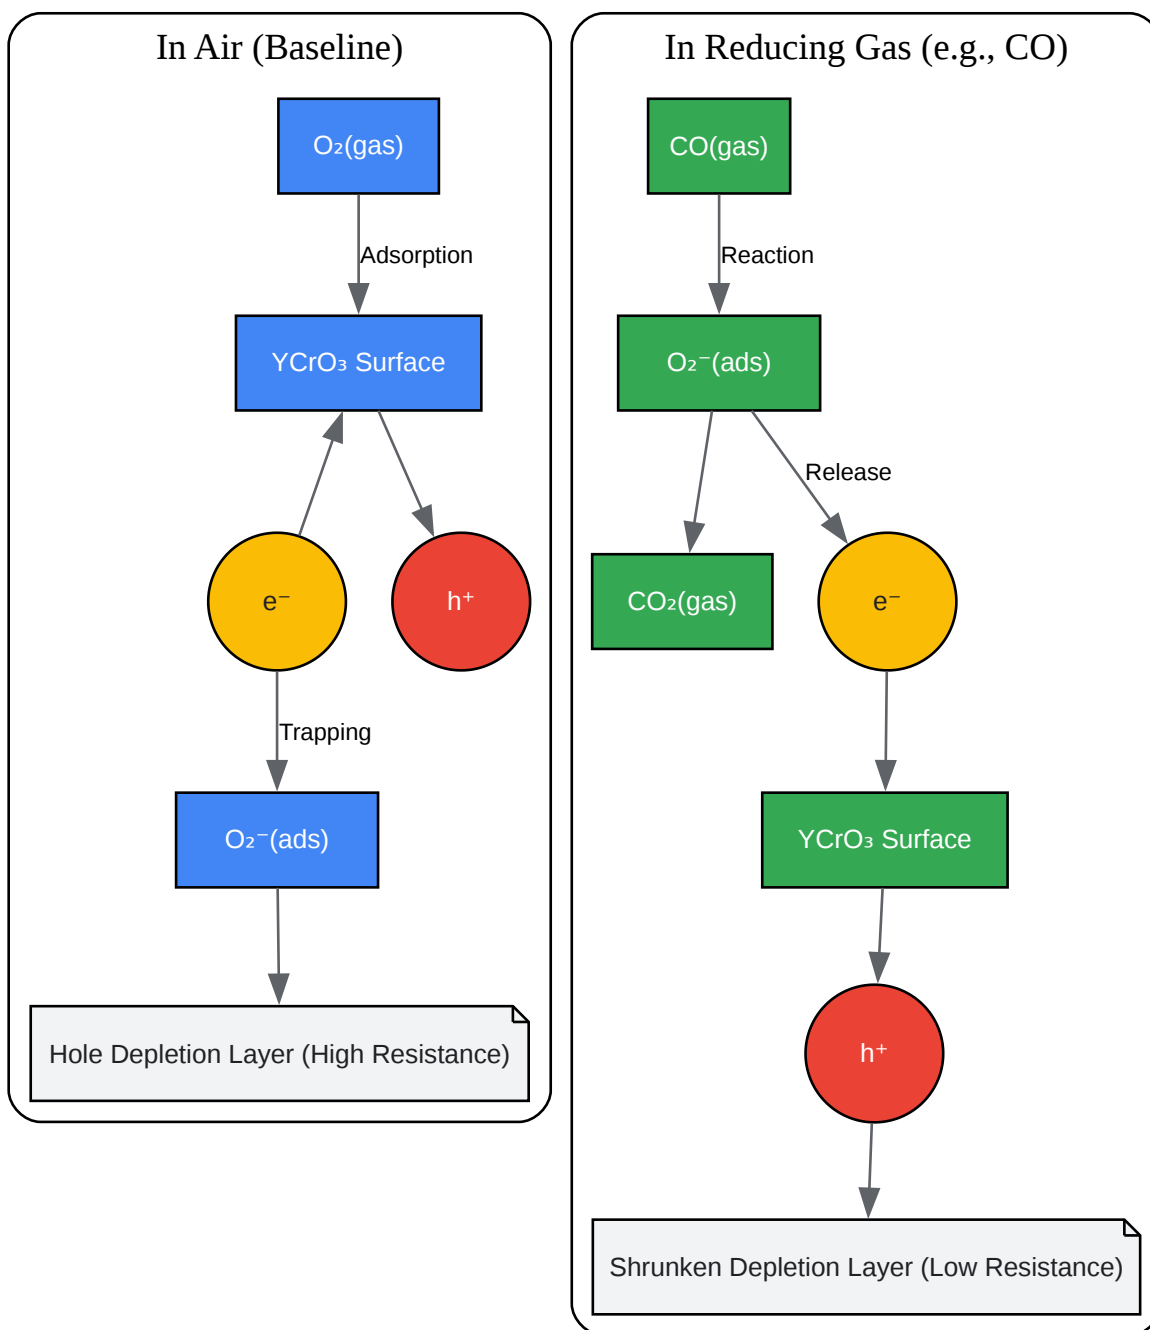 In Air (Baseline)
O₂(gas)
Adsorption
YCrO₃ Surface
e⁻
h⁺
Trapping
O₂⁻(ads)
Hole Depletion Layer (High Resistance)
In Reducing Gas (e.g., CO)
CO(gas)
Reaction
O₂⁻(ads)
Release
CO₂(gas)
e⁻
YCrO₃ Surface
h⁺
Shrunken Depletion Layer (Low Resistance)